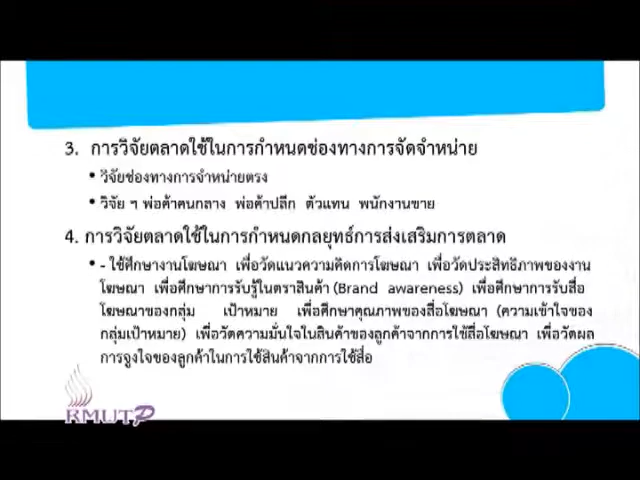 3. การวิจัยตลาดใช้ในการกำหนดช่องทางการจัดจำหน่าย
• วิจัยช่องทางการจำหน่ายตรง
• วิจัย ฯ พ่อค้าคนกลาง พ่อค้าปลีก ตัวแทน พนักงานขาย
4. การวิจัยตลาดใช้ในการกำหนดกลยุทธ์การส่งเสริมการตลาด
• - ใช้ศึกษางานโฆษณา เพื่อวัดแนวความคิดการโฆษณา เพื่อวัดประสิทธิภาพของงาน
โฆษณา เพื่อศึกษาการรับรู้ในตราสินค้า (Brand awareness) เพื่อศึกษาการรับสื่อ
โฆษณาของกลุ่ม เป้าหมาย เพื่อศึกษาคุณภาพของสื่อโฆษณา (ความเข้าใจของ
กลุ่มเป้าหมาย) เพื่อวัดความมั่นใจในสินค้าของลูกค้าจากการใช้สื่อโฆษณา เพื่อวัดผล
การจูงใจของลูกค้าในการใช้สินค้าจากการใช้สื่อ
RMUTP